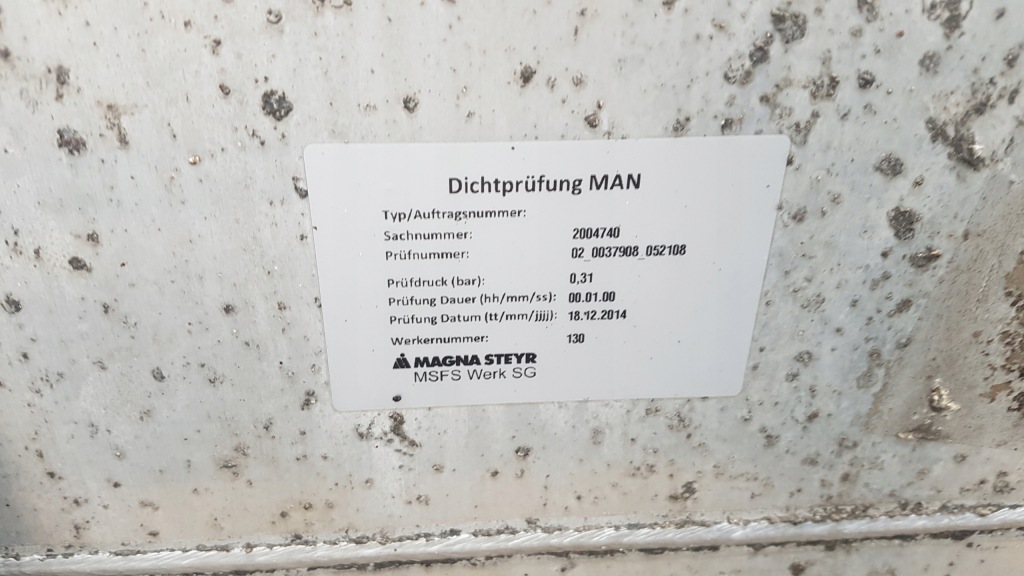 Dichtprüfung MAN
Typ/Auftragsnummer:
Sachnummer: 2004740
Prüfnummer: 02_0037908_052108
Prüfdruck (bar): 0,31
Prüfung Dauer (hh/mm/ss): 00.01.00
Prüfung Datum (tt/mm/jjjj): 18.12.2014
Werkernummer: 130
MAGNA STEYR
MSFS Werk SG